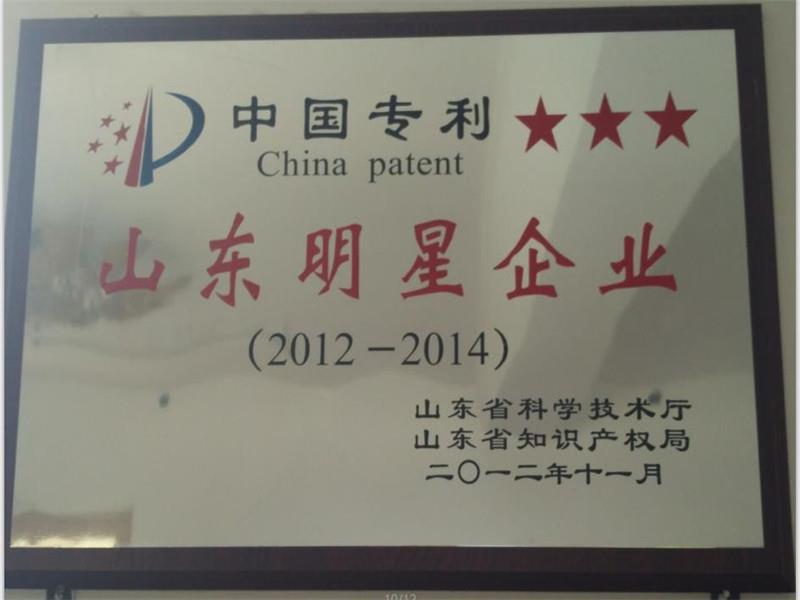 中国专利
China patent
山东明星企业
(2012-2014)
山东省科学技术厅
山东省知识产权局
二〇一二年十一月
10/12